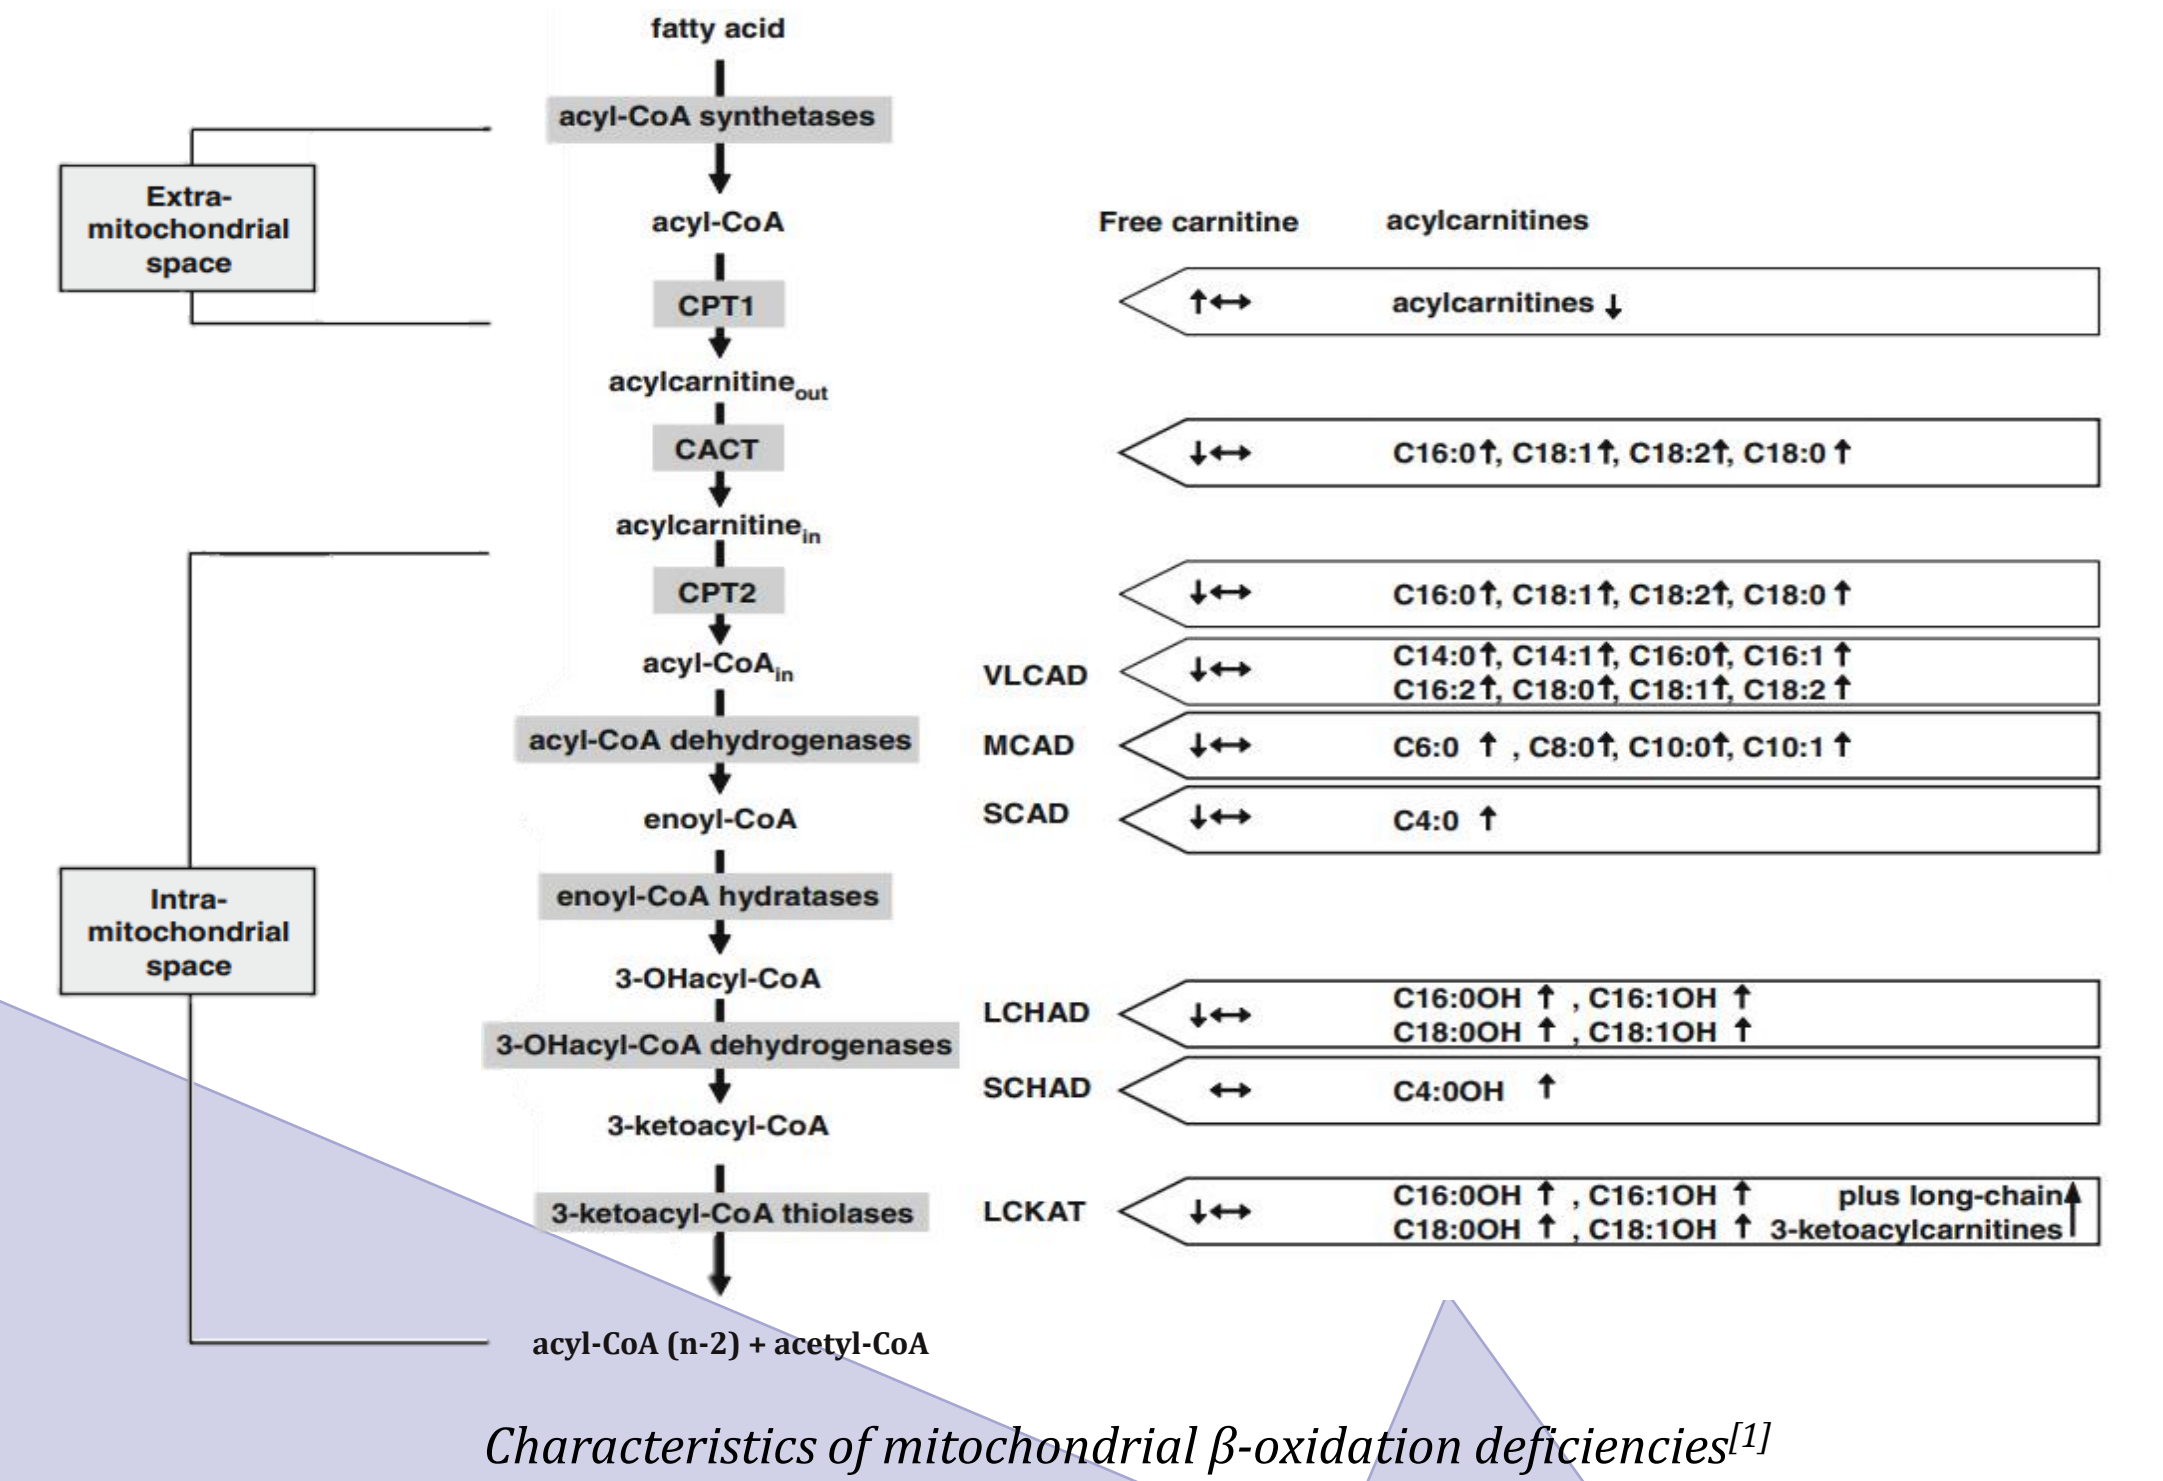 fatty acid
acyl-CoA synthetases
Extra-
mitochondrial
space
acyl-CoA
Free carnitine acylcarnitines
CPT1
↑↔ acylcarnitines ↓
acylcarnitine out
CACT
↓↔ C16:0↑, C18:1↑, C18:2↑, C18:0 ↑
acylcarnitine in
CPT2
↓↔ C16:0↑, C18:1↑, C18:2↑, C18:0 ↑
acyl-CoA in
VLCAD ↓↔ C14:0↑, C14:1↑, C16:0↑, C16:1 ↑
C16:2↑, C18:0↑, C18:1↑, C18:2 ↑
acyl-CoA dehydrogenases
MCAD ↓↔ C6:0 ↑ , C8:0↑, C10:0↑, C10:1 ↑
enoyl-CoA
SCAD ↓↔ C4:0 ↑
enoyl-CoA hydratases
Intra-
mitochondrial
space
3-OHacyl-CoA
LCHAD ↓↔ C16:0OH ↑ , C16:1OH ↑
C18:0OH ↑ , C18:1OH ↑
3-OHacyl-CoA dehydrogenases
SCHAD ↔ C4:0OH ↑
3-ketoacyl-CoA
3-ketoacyl-CoA thiolases
LCKAT ↓↔ C16:0OH ↑ , C16:1OH ↑ plus long-chain ↑
C18:0OH ↑ , C18:1OH ↑ 3-ketoacylcarnitines
acyl-CoA (n-2) + acetyl-CoA
Characteristics of mitochondrial β-oxidation deficiencies[1]